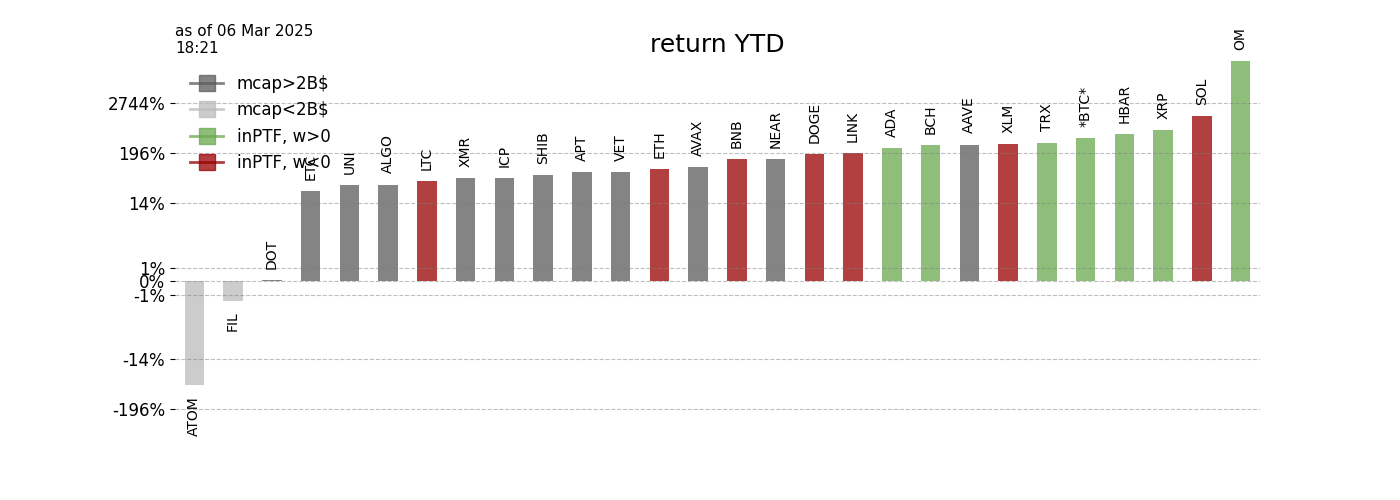 as of 06 Mar 2025
18:21
return YTD
mcap>2B$
mcap<2B$
inPTF, w>0
inPTF, w<0
2744%
196%
14%
1%
0%
-1%
-14%
-196%
ATOM
FIL
DOT
ETC
UNI
ALGO
LTC
XMR
ICP
SHIB
APT
VET
ETH
AVAX
BNB
NEAR
DOGE
LINK
ADA
BCH
AAVE
XLM
TRX
*BTC*
HBAR
XRP
SOL
OM